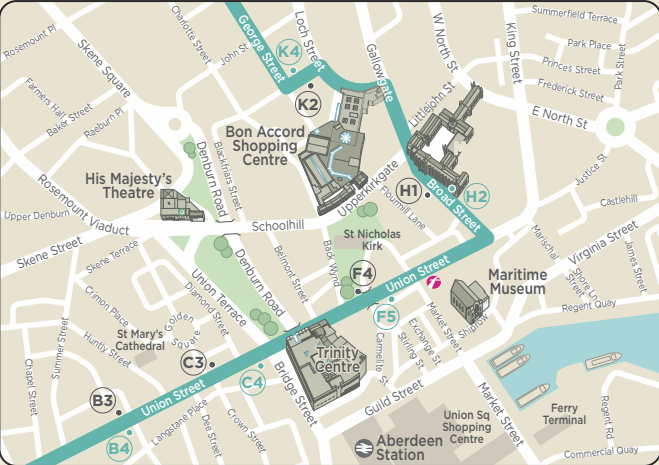 Summerfield Terrace
Rosemount Pl
Skene Square
Charlotte Street
John St
George Street
Loch Street
Gallowgate
W North St
King Street
Park Place
Princes Street
Park Street
Frederick Street
E North St
K4
K2
Littlejohn St
Farmers Hall
Baker Street
Raeburn Pl
Bon Accord
Shopping
Centre
Blackfriars Street
Denburn Road
His Majesty's
Theatre
Rosemount Viaduct
Upper Denburn
Skene Street
Schoolhill
Upperkirkgate
Flourmill Lane
H1
Broad Street
H2
Justice St
Castlehill
Marischal
Street
Virginia Street
James Street
Shore Ln
Regent Quay
St Nicholas
Kirk
Back Wynd
Belmont Street
Denburn Road
Union Terrace
Diamond Street
Skene Terrace
Crimon Place
Golden
Square
Huntly Street
Summer Street
Chapel Street
St Mary's
Cathedral
F4
Union Street
f
F5
Maritime
Museum
Market Street
Shiprow
Exchange St
Stirling St
Carmelite St
Trinity
Centre
Bridge Street
Guild Street
C3
C4
B3
B4
Union Street
Langstane Place
Dee Street
Crown Street
Market Street
Union Sq
Shopping
Centre
Ferry
Terminal
Regent Rd
Commercial Quay
Aberdeen
Station